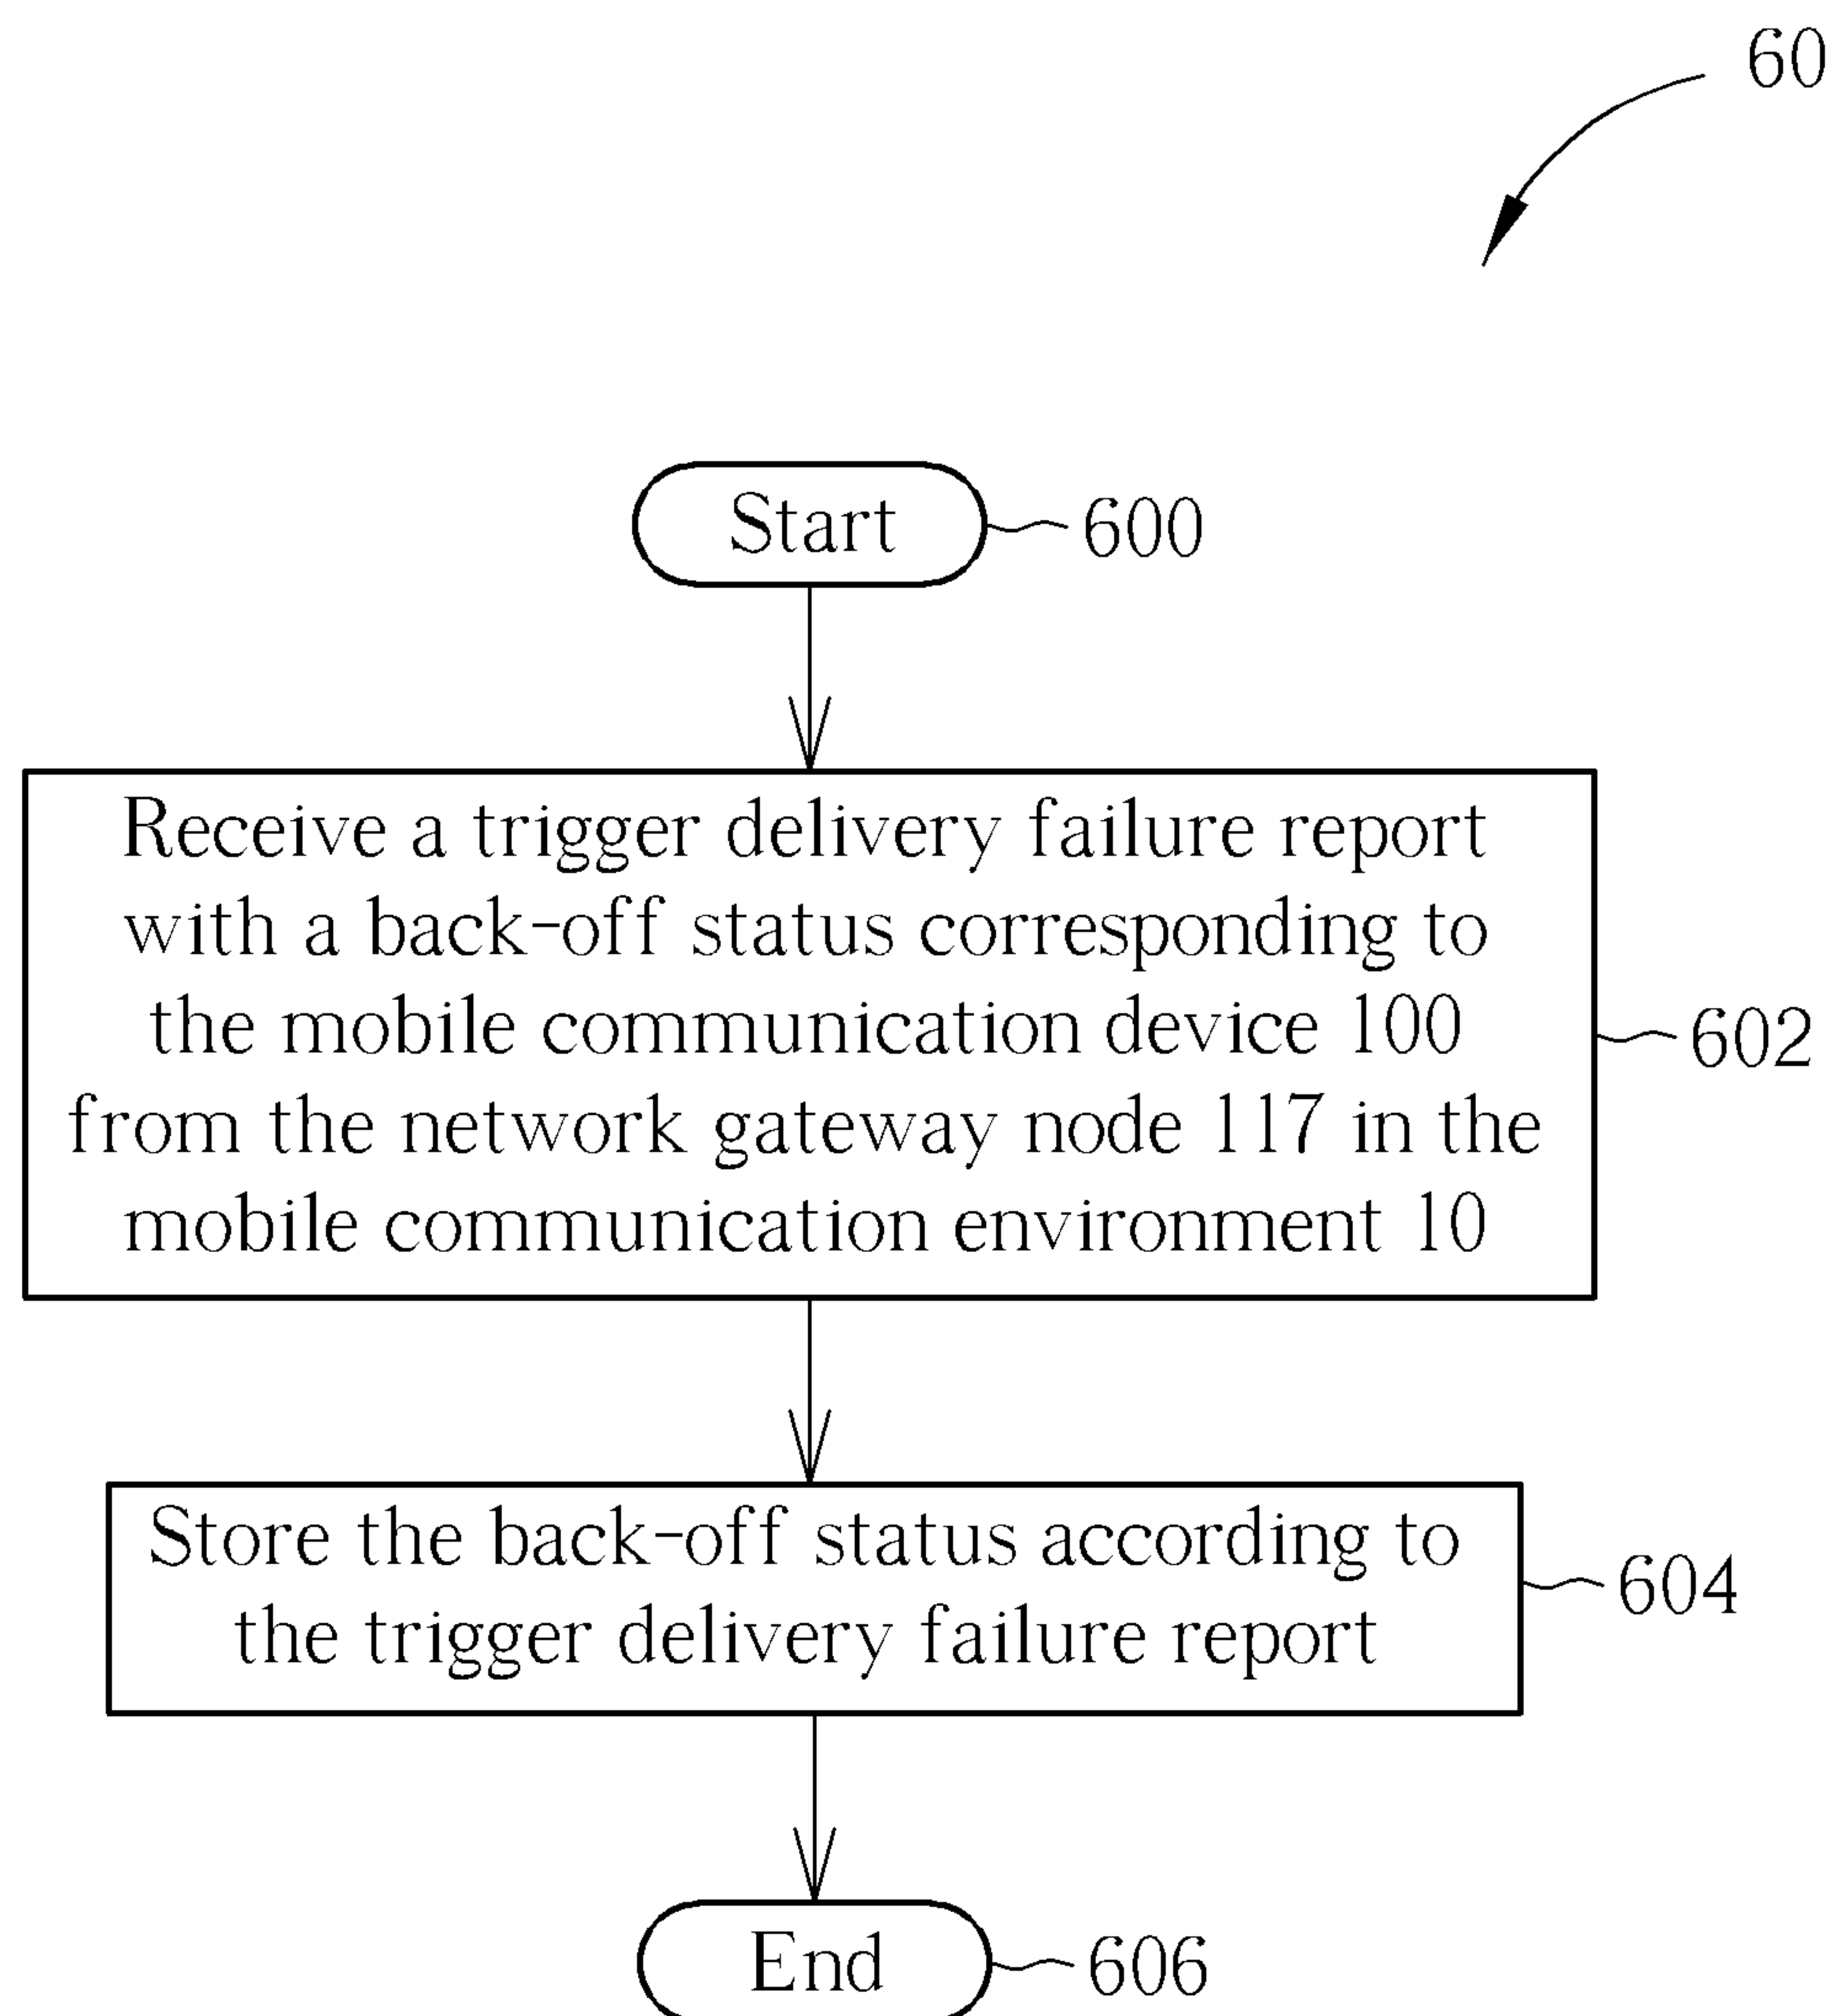 60
Start
600
Receive a trigger delivery failure report
with a back-off status corresponding to
the mobile communication device 100
from the network gateway node 117 in the
mobile communication environment 10
602
Store the back-off status according to
the trigger delivery failure report
604
End
606